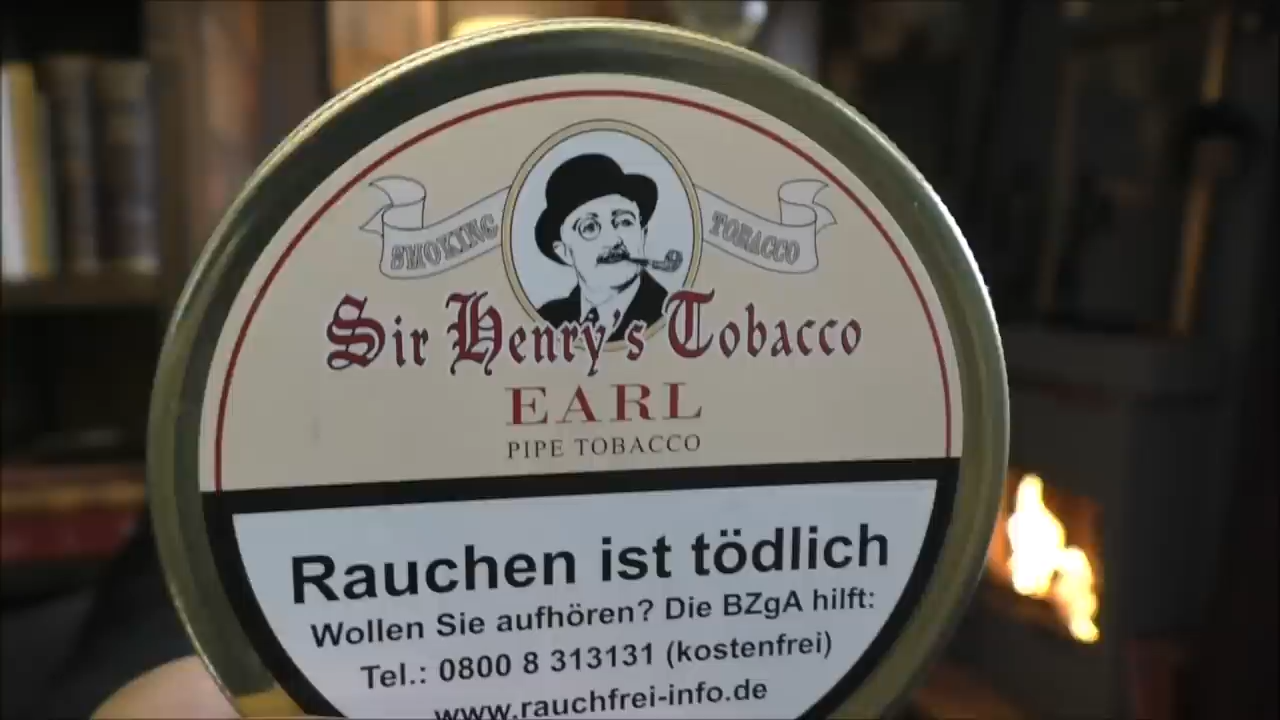 SMOKING TOBACCO
Sir Henry's Tobacco
EARL
PIPE TOBACCO
Rauchen ist tödlich
Wollen Sie aufhören? Die BZgA hilft:
Tel.: 0800 8 313131 (kostenfrei)
www.rauchfrei-info.de